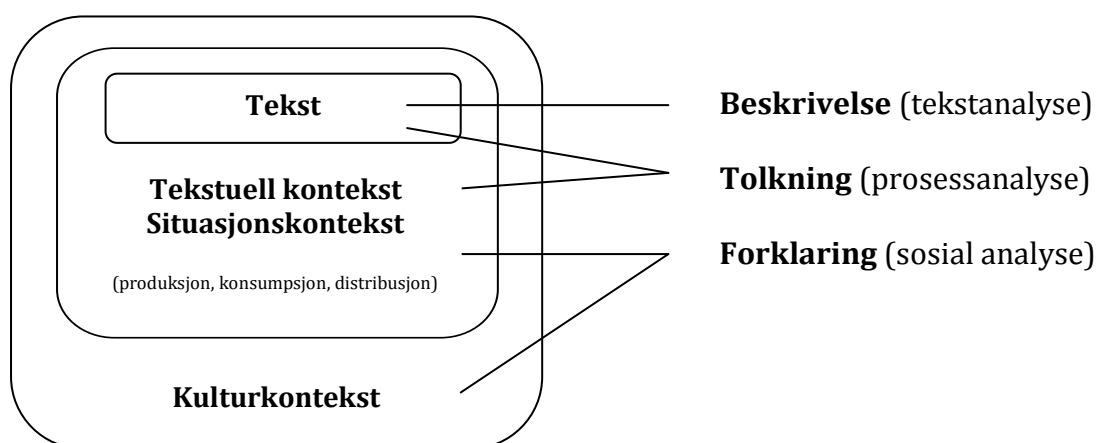 Tekst
Beskrivelse (tekstanalyse)
Tolkning (prosessanalyse)
Tekstuell kontekst
Situasjonskontekst
Forklaring (sosial analyse)
(produksjon, konsumpsjon, distribusjon)
Kulturkontekst